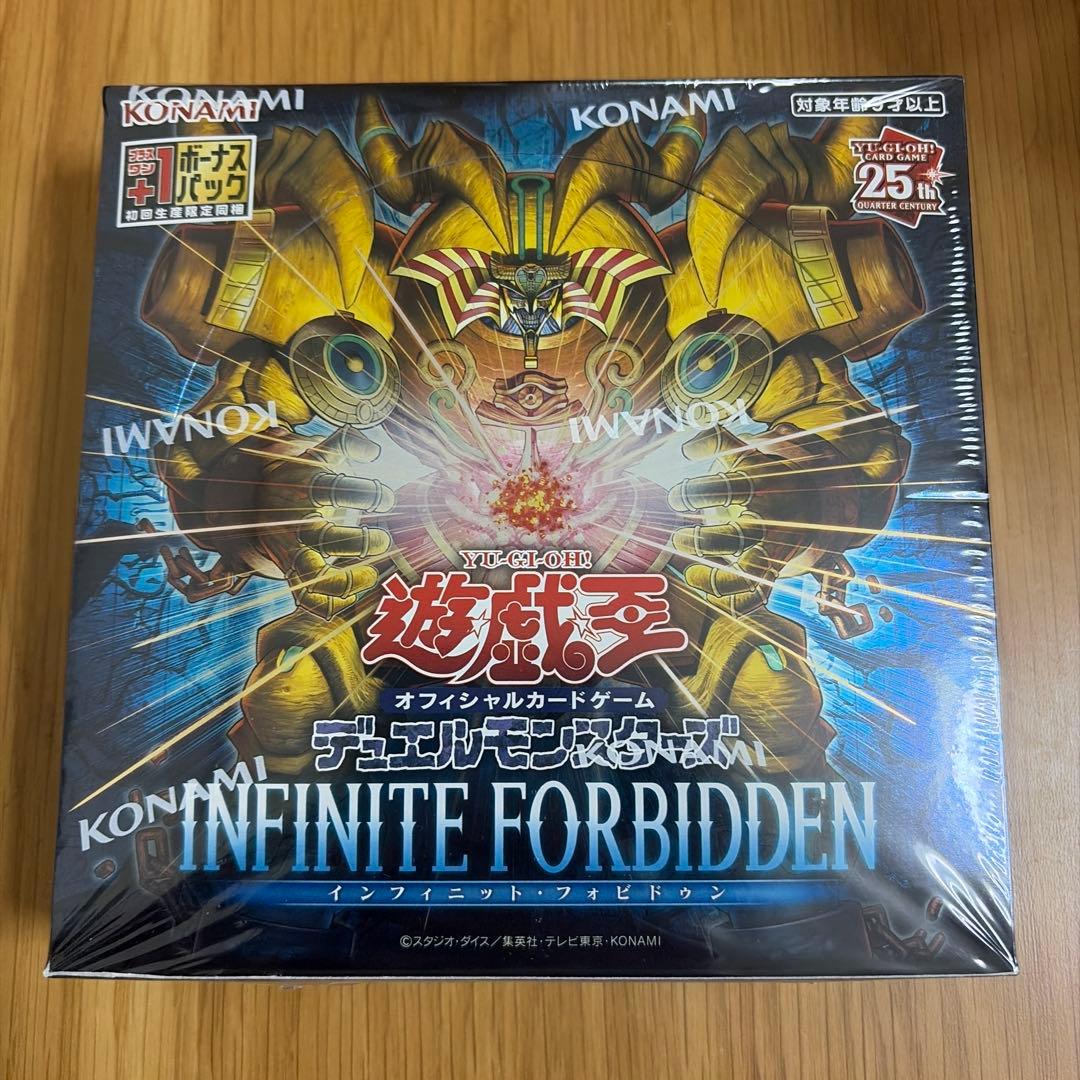 KONAMI
KONAMI
KONAMI
対象年齢9才以上
プラスワン
+1
ボーナスパック
初回生産限定同梱
YU-GI-OH!
CARD GAME
25th
QUARTER CENTURY
KONAMI
KONAMI
YU-GI-OH!
遊☆戯☆王
オフィシャルカードゲーム
デュエルモンスターズ
KONAMI
KONAMI
INFINITE FORBIDDEN
インフィニット・フォビドゥン
©スタジオ・ダイス／集英社・テレビ東京・KONAMI